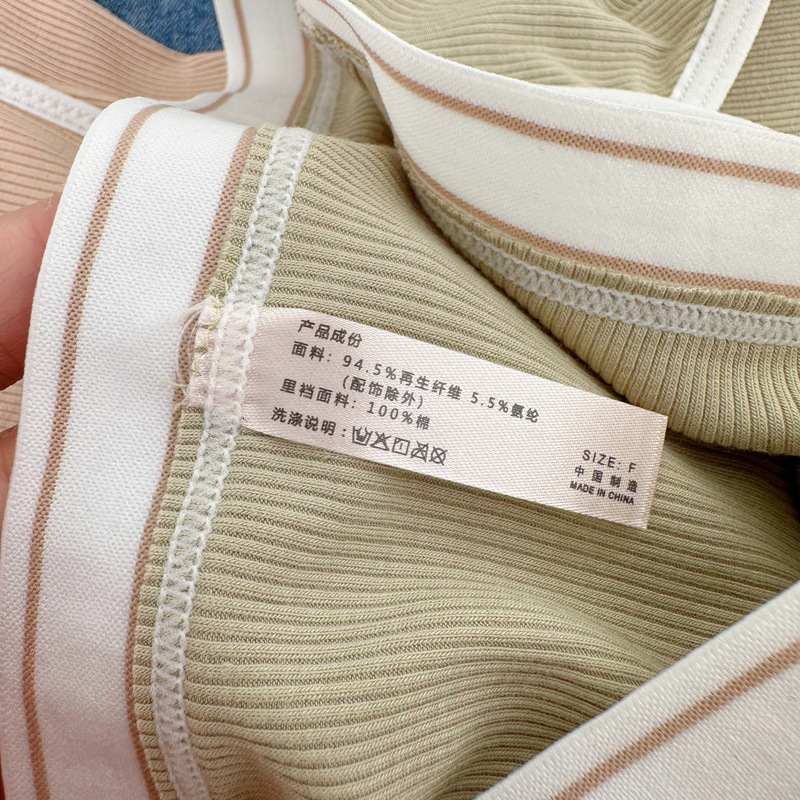 产品成份
面料：94.5%再生纤维 5.5%氨纶
(配饰除外)
里裆面料：100%棉
洗涤说明：
SIZE: F
中国制造
MADE IN CHINA